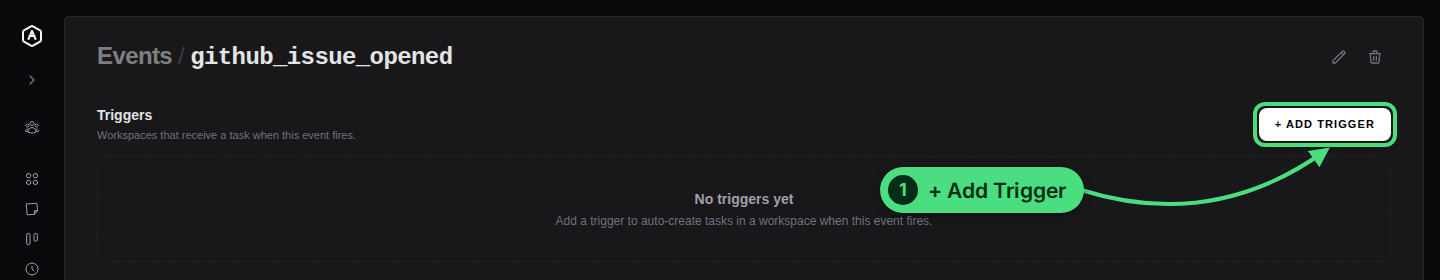 Events / github_issue_opened
Triggers
Workspaces that receive a task when this event fires.
+ ADD TRIGGER
1 + Add Trigger
No triggers yet
Add a trigger to auto-create tasks in a workspace when this event fires.